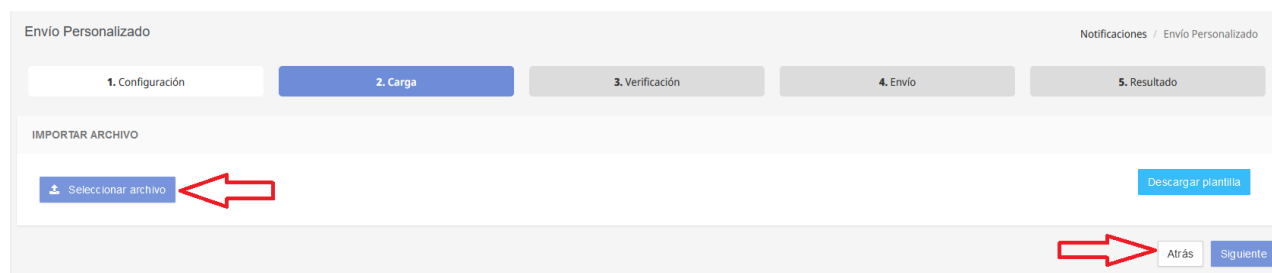 Envío Personalizado
Notificaciones / Envío Personalizado
1. Configuración
2. Carga
3. Verificación
4. Envío
5. Resultado
IMPORTAR ARCHIVO
Seleccionar archivo
Descargar plantilla
Atrás
Siguiente